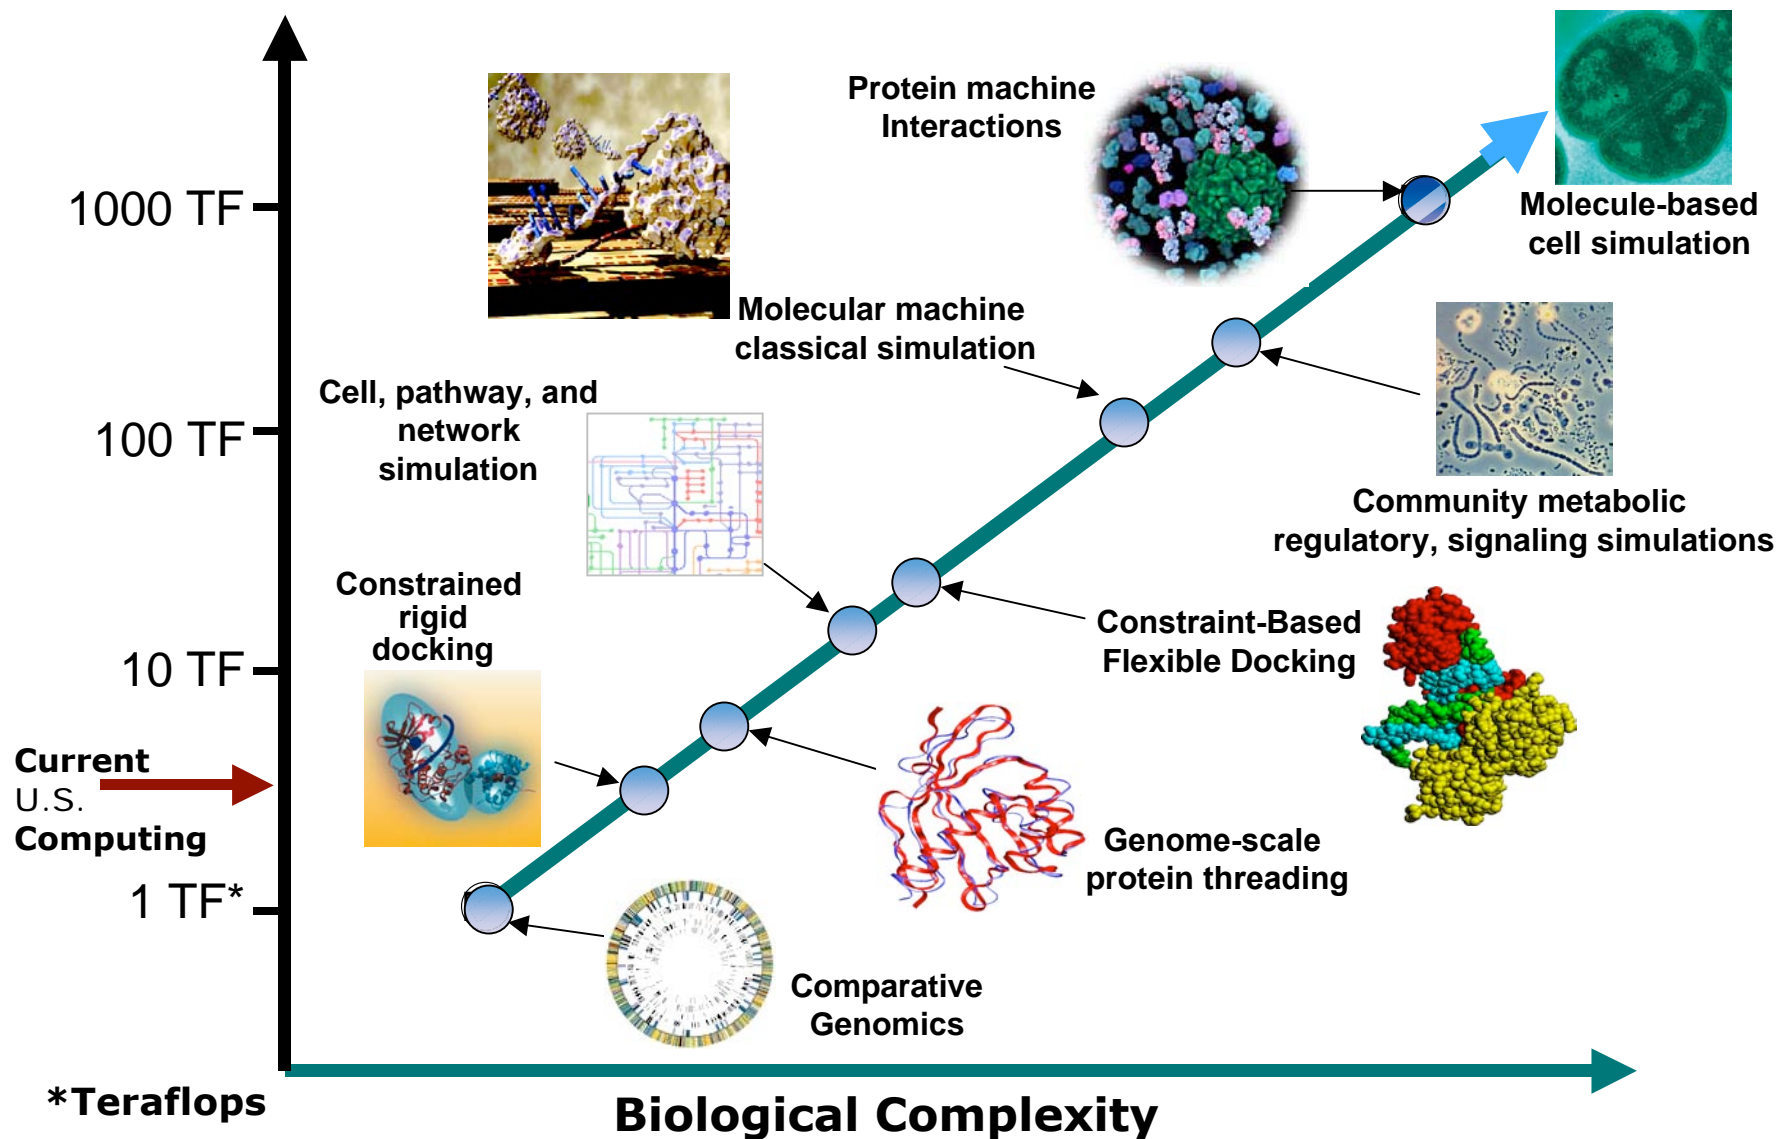 Protein machine
Interactions
1000 TF
Molecule-based
cell simulation
Molecular machine
classical simulation
Cell, pathway, and
network
simulation
100 TF
Community metabolic
regulatory, signaling simulations
Constrained
rigid
docking
Constraint-Based
Flexible Docking
10 TF
Current
U.S.
Computing
Genome-scale
protein threading
1 TF*
Comparative
Genomics
*Teraflops
Biological Complexity